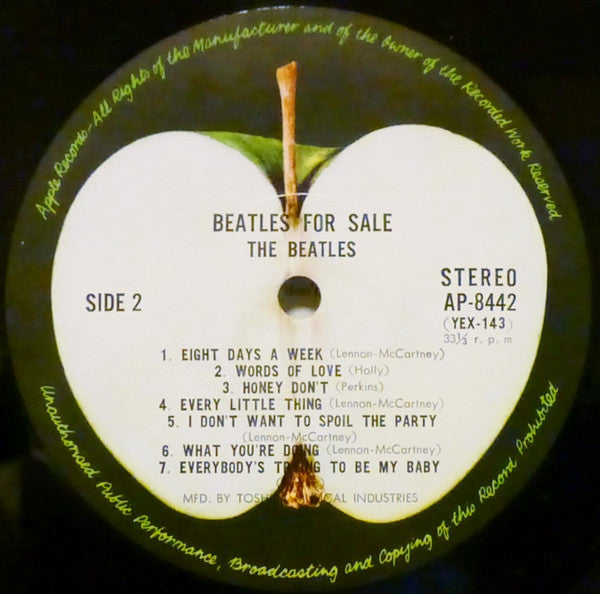 Apple Records-All Rights of the Manufacturer and of the Owner of the Recorded Work Reserved
BEATLES FOR SALE
THE BEATLES
SIDE 2
STEREO
AP-8442
(YEX-143)
33⅓ r. p. m.
1. EIGHT DAYS A WEEK (Lennon-McCartney)
2. WORDS OF LOVE (Holly)
3. HONEY DON'T (Perkins)
4. EVERY LITTLE THING (Lennon-McCartney)
5. I DON'T WANT TO SPOIL THE PARTY
(Lennon-McCartney)
6. WHAT YOU'RE DOING (Lennon-McCartney)
7. EVERYBODY'S TRYING TO BE MY BABY
MFD. BY TOSHIBA MUSICAL INDUSTRIES
Unauthorised Public Performance, Broadcasting and Copying of this Record Prohibited